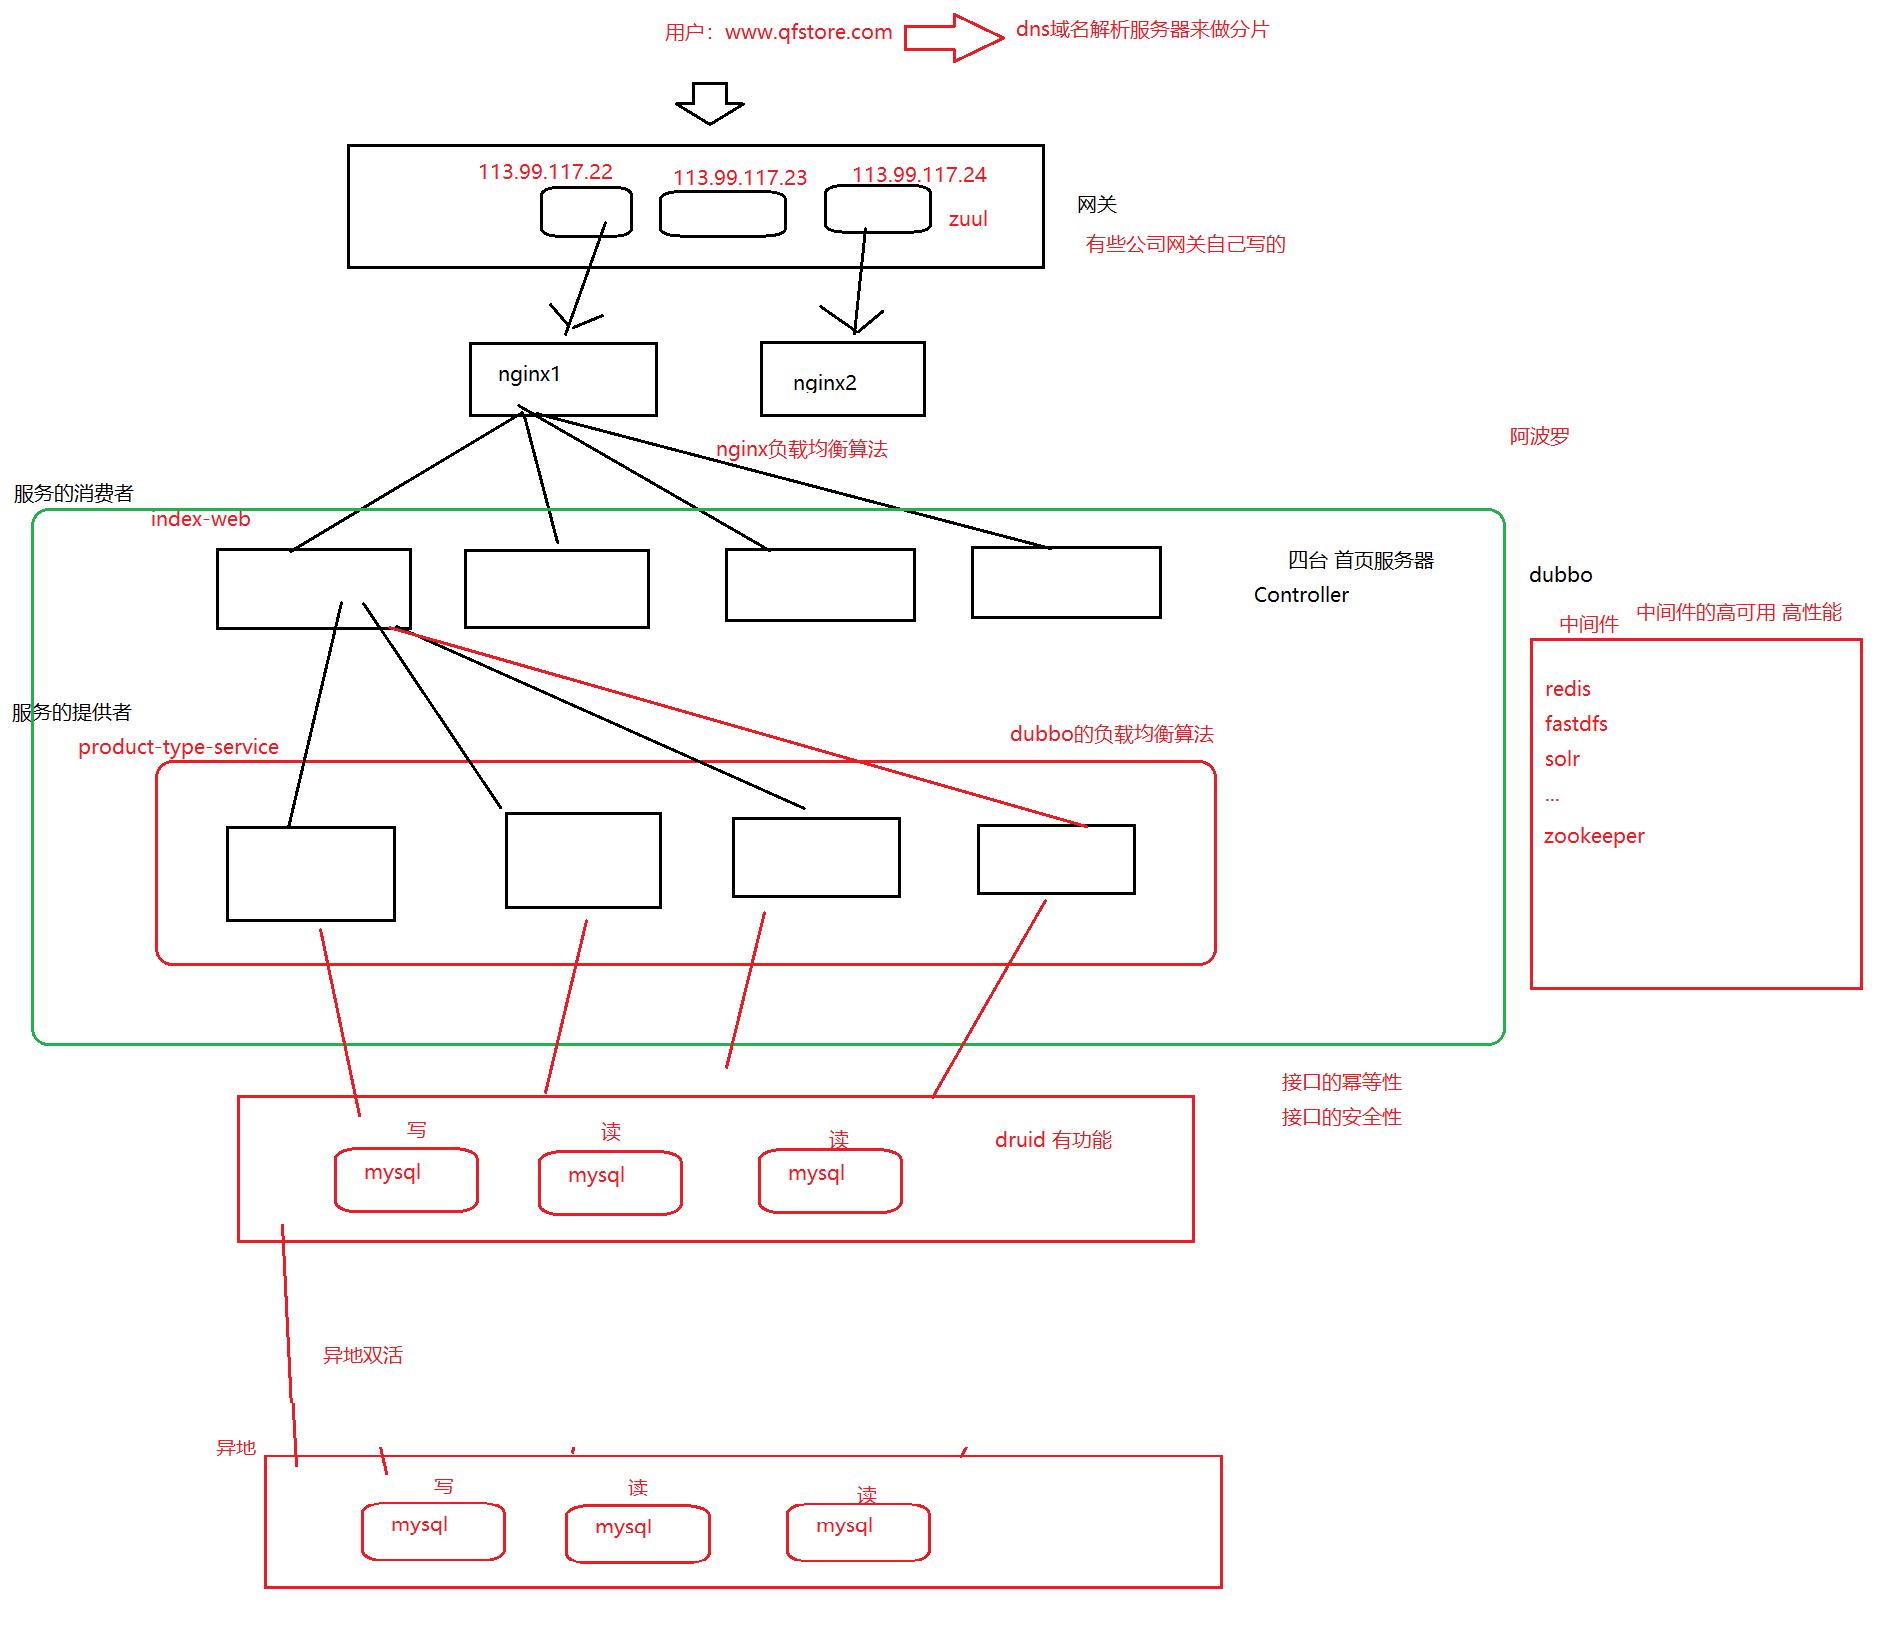 用户：www.qfstore.com
dns域名解析服务器来做分片
113.99.117.22
113.99.117.23
113.99.117.24
zuul
网关
有些公司网关自己写的
nginx1
nginx2
nginx负载均衡算法
阿波罗
服务的消费者
index-web
四台 首页服务器
Controller
dubbo
中间件
中间件的高可用 高性能
redis
fastdfs
solr
...
zookeeper
服务的提供者
product-type-service
dubbo的负载均衡算法
接口的幂等性
接口的安全性
写
读
读
mysql
mysql
mysql
druid 有功能
异地双活
异地
写
读
读
mysql
mysql
mysql